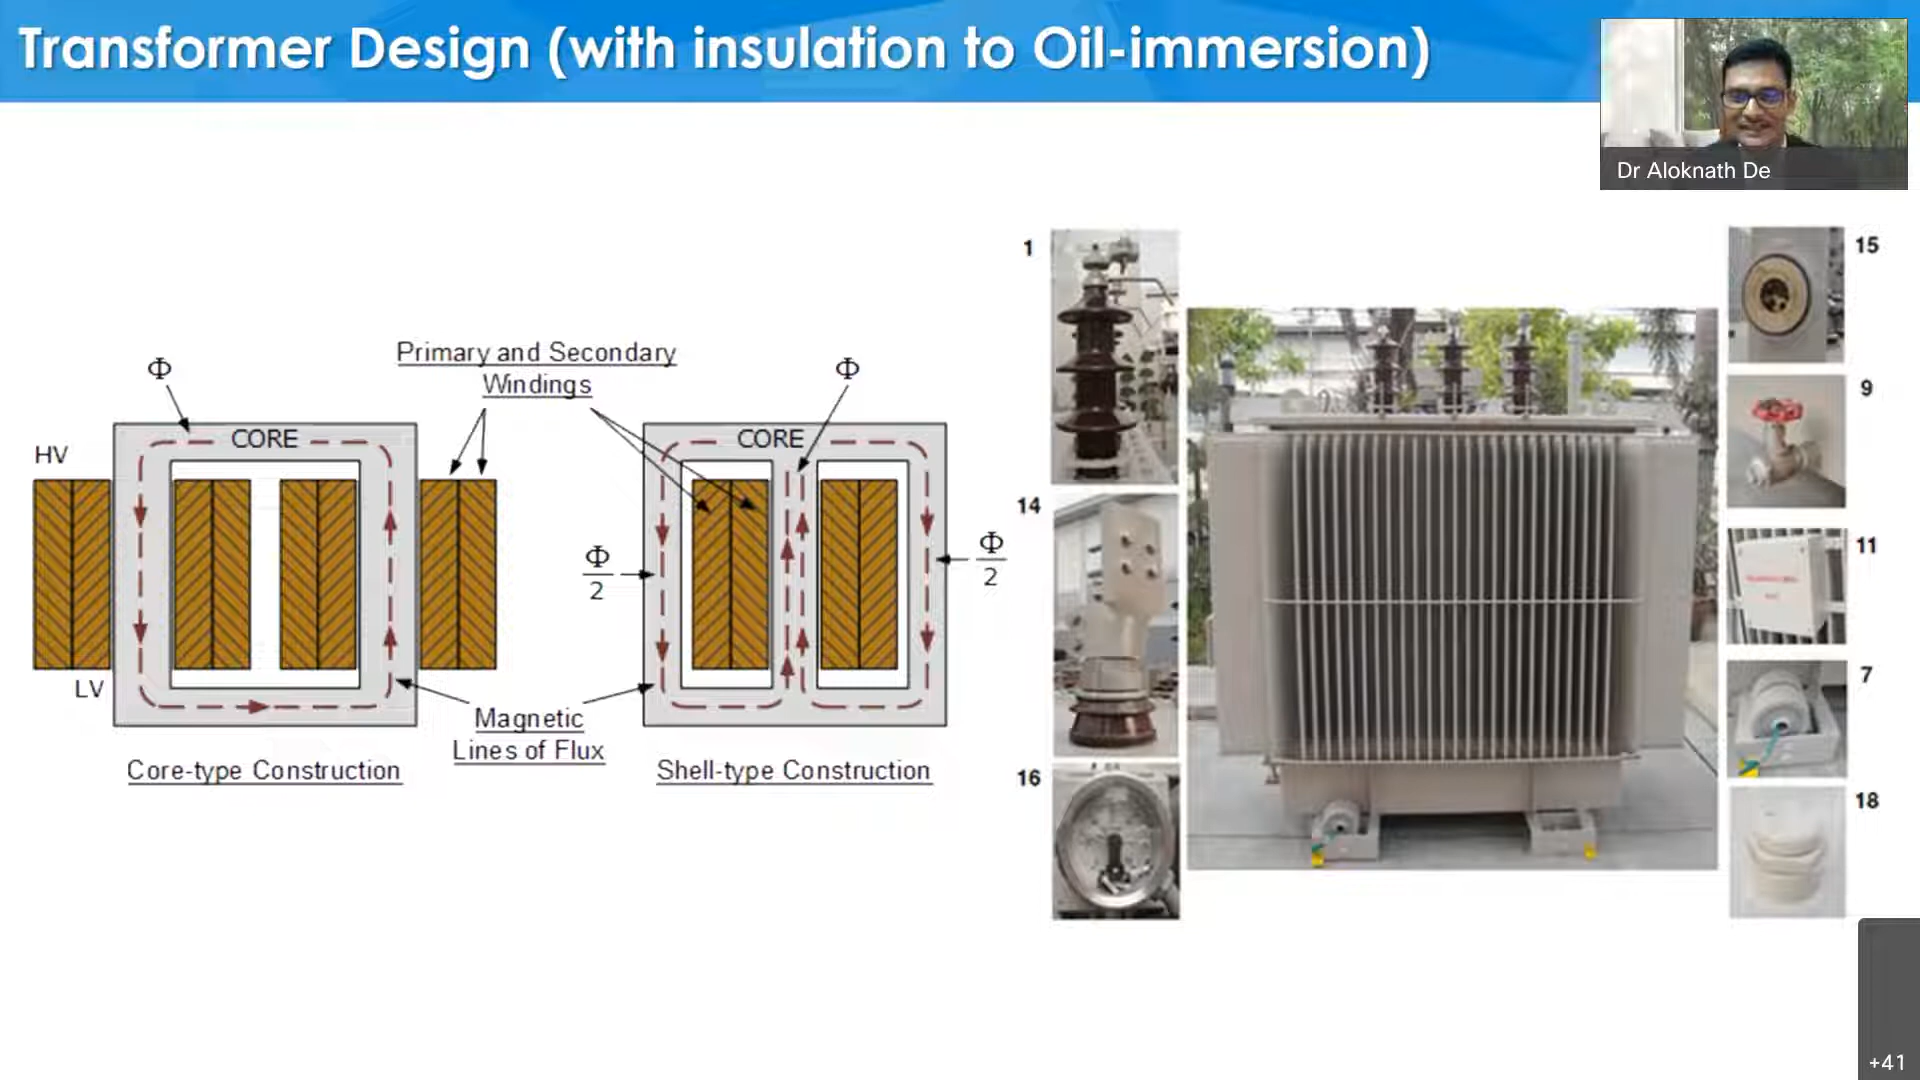 Transformer Design (with insulation to Oil-immersion)
Dr Aloknath De
Φ
Primary and Secondary
Windings
Φ
HV
CORE
CORE
Φ
2
Φ
2
LV
Magnetic
Lines of Flux
Core-type Construction
Shell-type Construction
1
14
16
15
9
11
7
18
+41